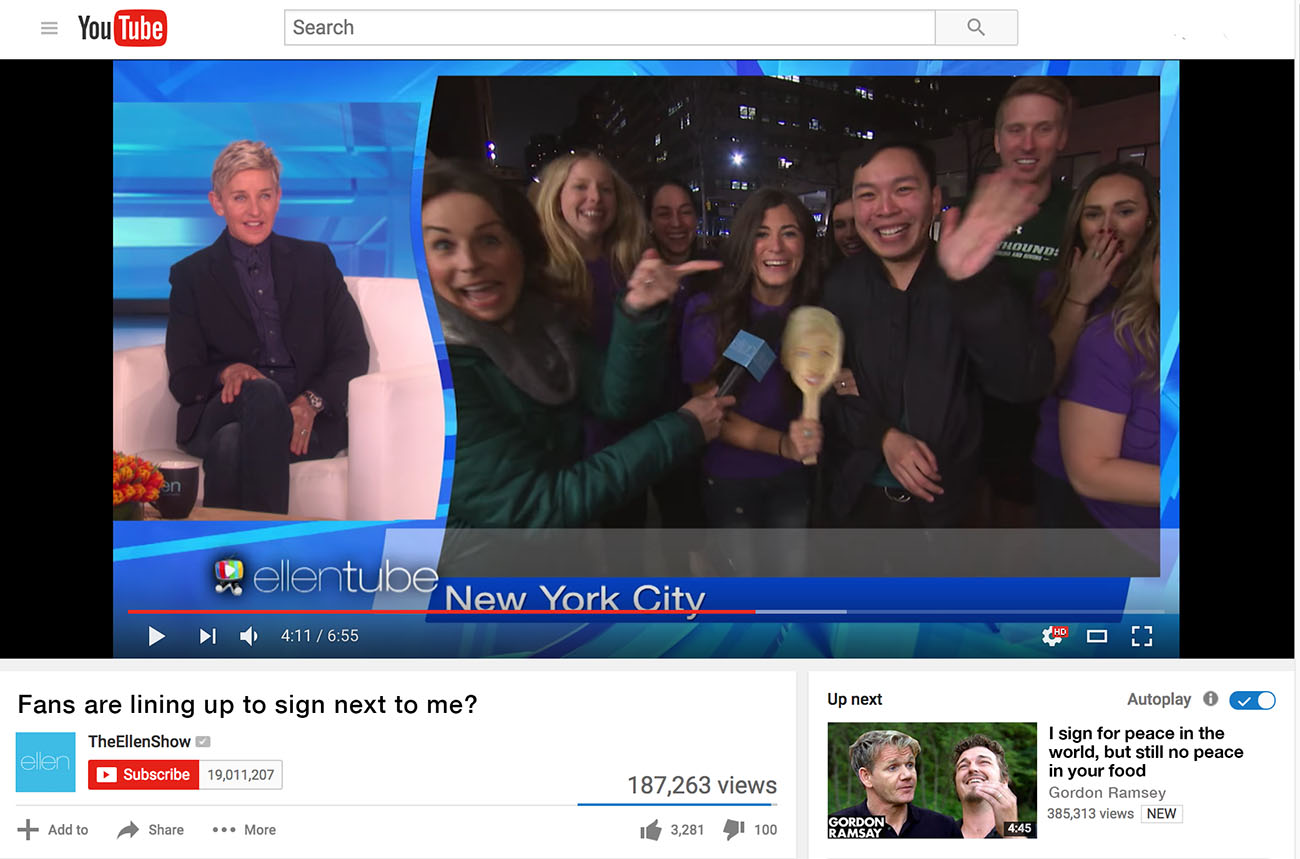 YouTube
Search
HOUNDS
en
ellentube
New York City
4:11 / 6:55
HD
Fans are lining up to sign next to me?
ellen
TheEllenShow
Subscribe 19,011,207
187,263 views
Add to Share More
3,281 100
Up next Autoplay
I sign for peace in the
world, but still no peace
in your food
Gordon Ramsey
385,313 views NEW
GORDON
RAMSAY
4:45